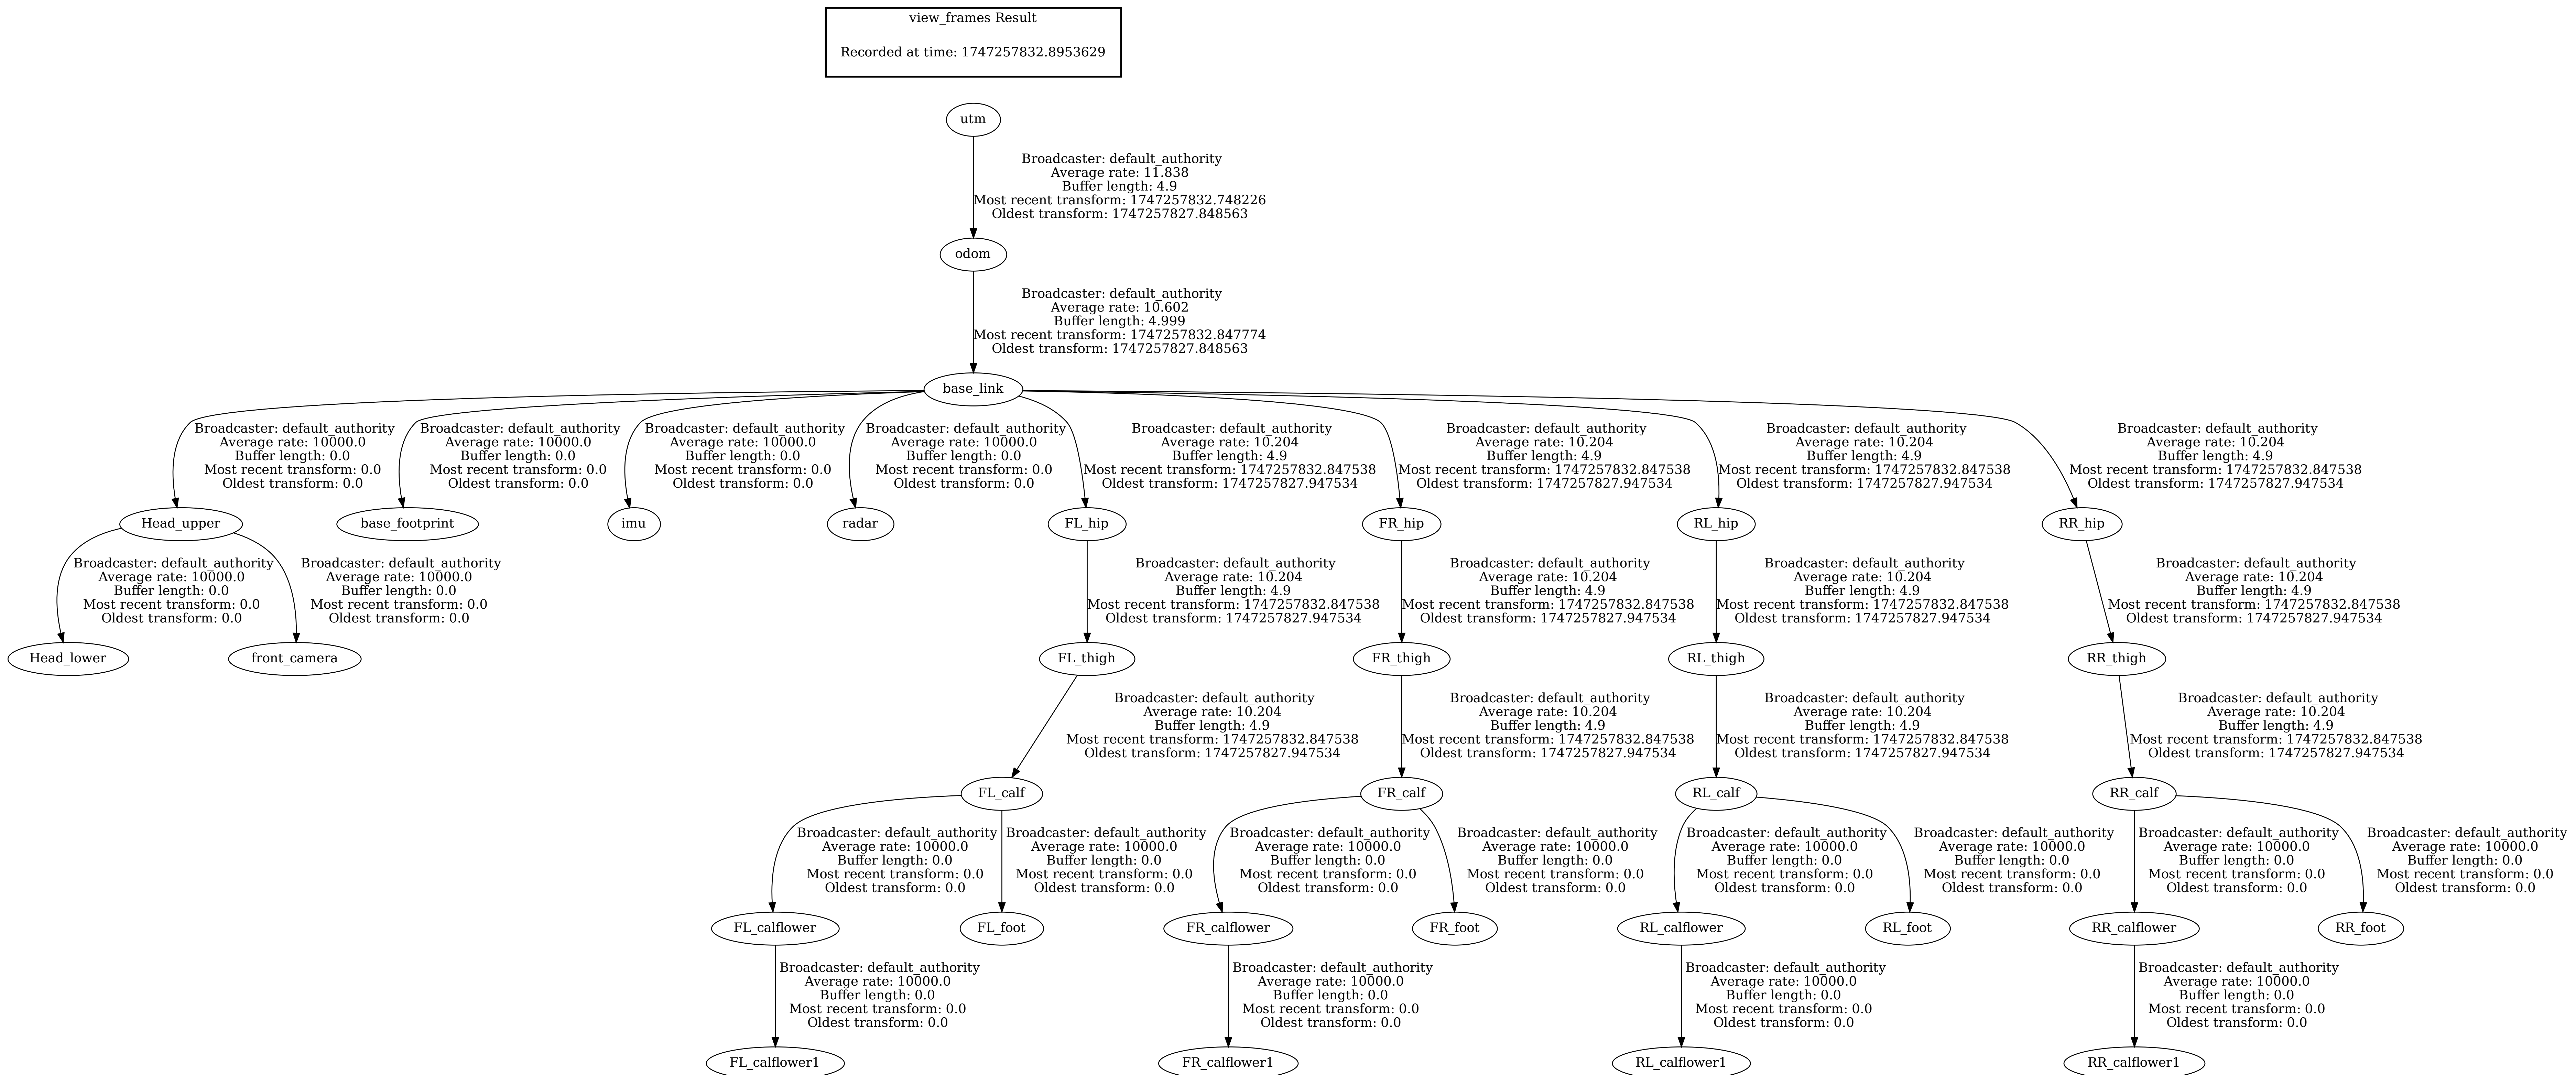 view_frames Result
Recorded at time: 1747257832.8953629
utm
Broadcaster: default_authority
Average rate: 11.838
Buffer length: 4.9
Most recent transform: 1747257832.748226
Oldest transform: 1747257827.848563
odom
Broadcaster: default_authority
Average rate: 10.602
Buffer length: 4.999
Most recent transform: 1747257832.847774
Oldest transform: 1747257827.848563
base_link
Broadcaster: default_authority
Average rate: 10000.0
Buffer length: 0.0
Most recent transform: 0.0
Oldest transform: 0.0
Broadcaster: default_authority
Average rate: 10000.0
Buffer length: 0.0
Most recent transform: 0.0
Oldest transform: 0.0
Broadcaster: default_authority
Average rate: 10000.0
Buffer length: 0.0
Most recent transform: 0.0
Oldest transform: 0.0
Broadcaster: default_authority
Average rate: 10000.0
Buffer length: 0.0
Most recent transform: 0.0
Oldest transform: 0.0
Broadcaster: default_authority
Average rate: 10.204
Buffer length: 4.9
Most recent transform: 1747257832.847538
Oldest transform: 1747257827.947534
Broadcaster: default_authority
Average rate: 10.204
Buffer length: 4.9
Most recent transform: 1747257832.847538
Oldest transform: 1747257827.947534
Broadcaster: default_authority
Average rate: 10.204
Buffer length: 4.9
Most recent transform: 1747257832.847538
Oldest transform: 1747257827.947534
Broadcaster: default_authority
Average rate: 10.204
Buffer length: 4.9
Most recent transform: 1747257832.847538
Oldest transform: 1747257827.947534
Head_upper
base_footprint
imu
radar
FL_hip
FR_hip
RL_hip
RR_hip
Broadcaster: default_authority
Average rate: 10000.0
Buffer length: 0.0
Most recent transform: 0.0
Oldest transform: 0.0
Broadcaster: default_authority
Average rate: 10000.0
Buffer length: 0.0
Most recent transform: 0.0
Oldest transform: 0.0
Broadcaster: default_authority
Average rate: 10.204
Buffer length: 4.9
Most recent transform: 1747257832.847538
Oldest transform: 1747257827.947534
Broadcaster: default_authority
Average rate: 10.204
Buffer length: 4.9
Most recent transform: 1747257832.847538
Oldest transform: 1747257827.947534
Broadcaster: default_authority
Average rate: 10.204
Buffer length: 4.9
Most recent transform: 1747257832.847538
Oldest transform: 1747257827.947534
Broadcaster: default_authority
Average rate: 10.204
Buffer length: 4.9
Most recent transform: 1747257832.847538
Oldest transform: 1747257827.947534
Head_lower
front_camera
FL_thigh
FR_thigh
RL_thigh
RR_thigh
Broadcaster: default_authority
Average rate: 10.204
Buffer length: 4.9
Most recent transform: 1747257832.847538
Oldest transform: 1747257827.947534
Broadcaster: default_authority
Average rate: 10.204
Buffer length: 4.9
Most recent transform: 1747257832.847538
Oldest transform: 1747257827.947534
Broadcaster: default_authority
Average rate: 10.204
Buffer length: 4.9
Most recent transform: 1747257832.847538
Oldest transform: 1747257827.947534
Broadcaster: default_authority
Average rate: 10.204
Buffer length: 4.9
Most recent transform: 1747257832.847538
Oldest transform: 1747257827.947534
FL_calf
FR_calf
RL_calf
RR_calf
Broadcaster: default_authority
Average rate: 10000.0
Buffer length: 0.0
Most recent transform: 0.0
Oldest transform: 0.0
Broadcaster: default_authority
Average rate: 10000.0
Buffer length: 0.0
Most recent transform: 0.0
Oldest transform: 0.0
Broadcaster: default_authority
Average rate: 10000.0
Buffer length: 0.0
Most recent transform: 0.0
Oldest transform: 0.0
Broadcaster: default_authority
Average rate: 10000.0
Buffer length: 0.0
Most recent transform: 0.0
Oldest transform: 0.0
Broadcaster: default_authority
Average rate: 10000.0
Buffer length: 0.0
Most recent transform: 0.0
Oldest transform: 0.0
Broadcaster: default_authority
Average rate: 10000.0
Buffer length: 0.0
Most recent transform: 0.0
Oldest transform: 0.0
Broadcaster: default_authority
Average rate: 10000.0
Buffer length: 0.0
Most recent transform: 0.0
Oldest transform: 0.0
Broadcaster: default_authority
Average rate: 10000.0
Buffer length: 0.0
Most recent transform: 0.0
Oldest transform: 0.0
FL_calflower
FL_foot
FR_calflower
FR_foot
RL_calflower
RL_foot
RR_calflower
RR_foot
Broadcaster: default_authority
Average rate: 10000.0
Buffer length: 0.0
Most recent transform: 0.0
Oldest transform: 0.0
Broadcaster: default_authority
Average rate: 10000.0
Buffer length: 0.0
Most recent transform: 0.0
Oldest transform: 0.0
Broadcaster: default_authority
Average rate: 10000.0
Buffer length: 0.0
Most recent transform: 0.0
Oldest transform: 0.0
Broadcaster: default_authority
Average rate: 10000.0
Buffer length: 0.0
Most recent transform: 0.0
Oldest transform: 0.0
FL_calflower1
FR_calflower1
RL_calflower1
RR_calflower1